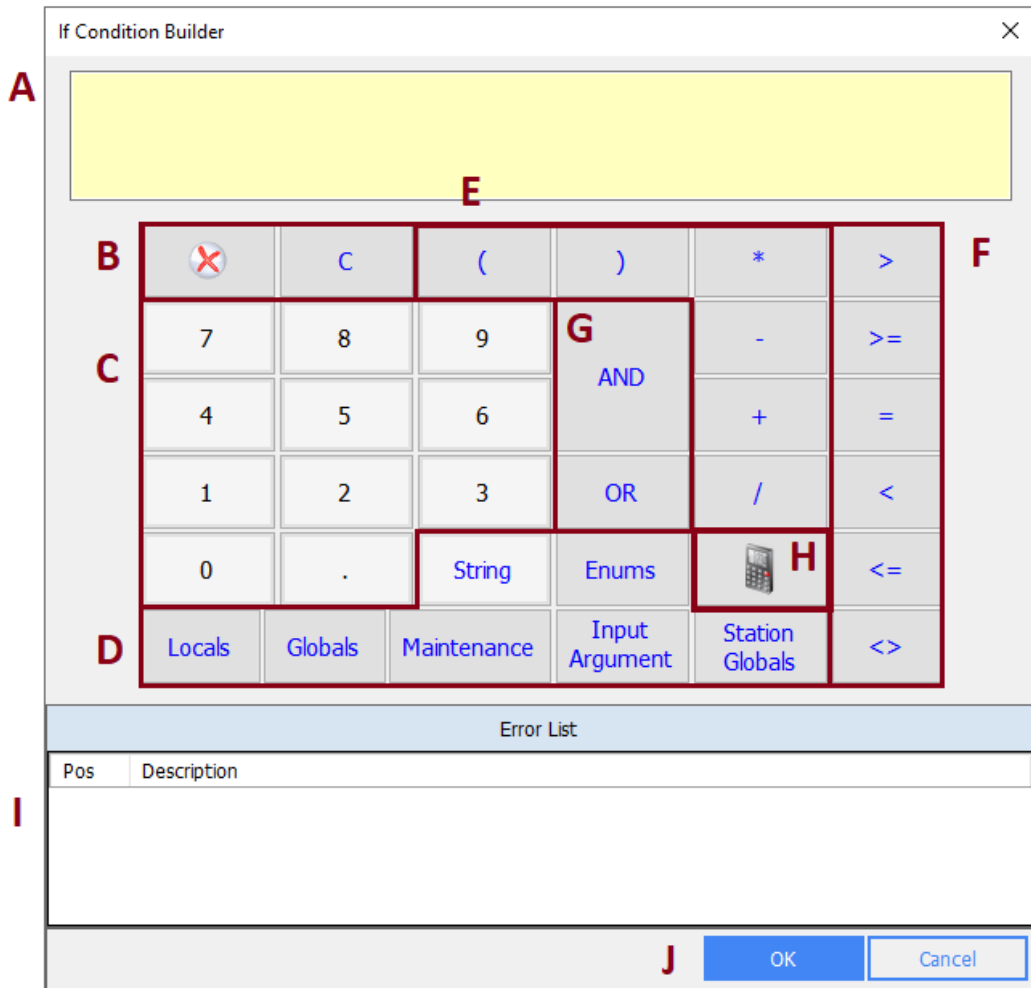 If Condition Builder
A
E
B C ( ) * > F
7 8 9 G - >=
C AND
4 5 6 + =
1 2 3 OR / <
0 . String Enums H <=
D Locals Globals Maintenance Input Argument Station Globals <>
Error List
Pos Description
I
J OK Cancel